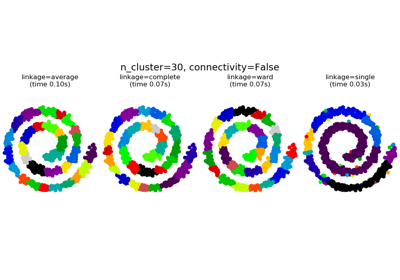 n_cluster=30, connectivity=False
linkage=average
(time 0.10s)
linkage=complete
(time 0.07s)
linkage=ward
(time 0.07s)
linkage=single
(time 0.03s)